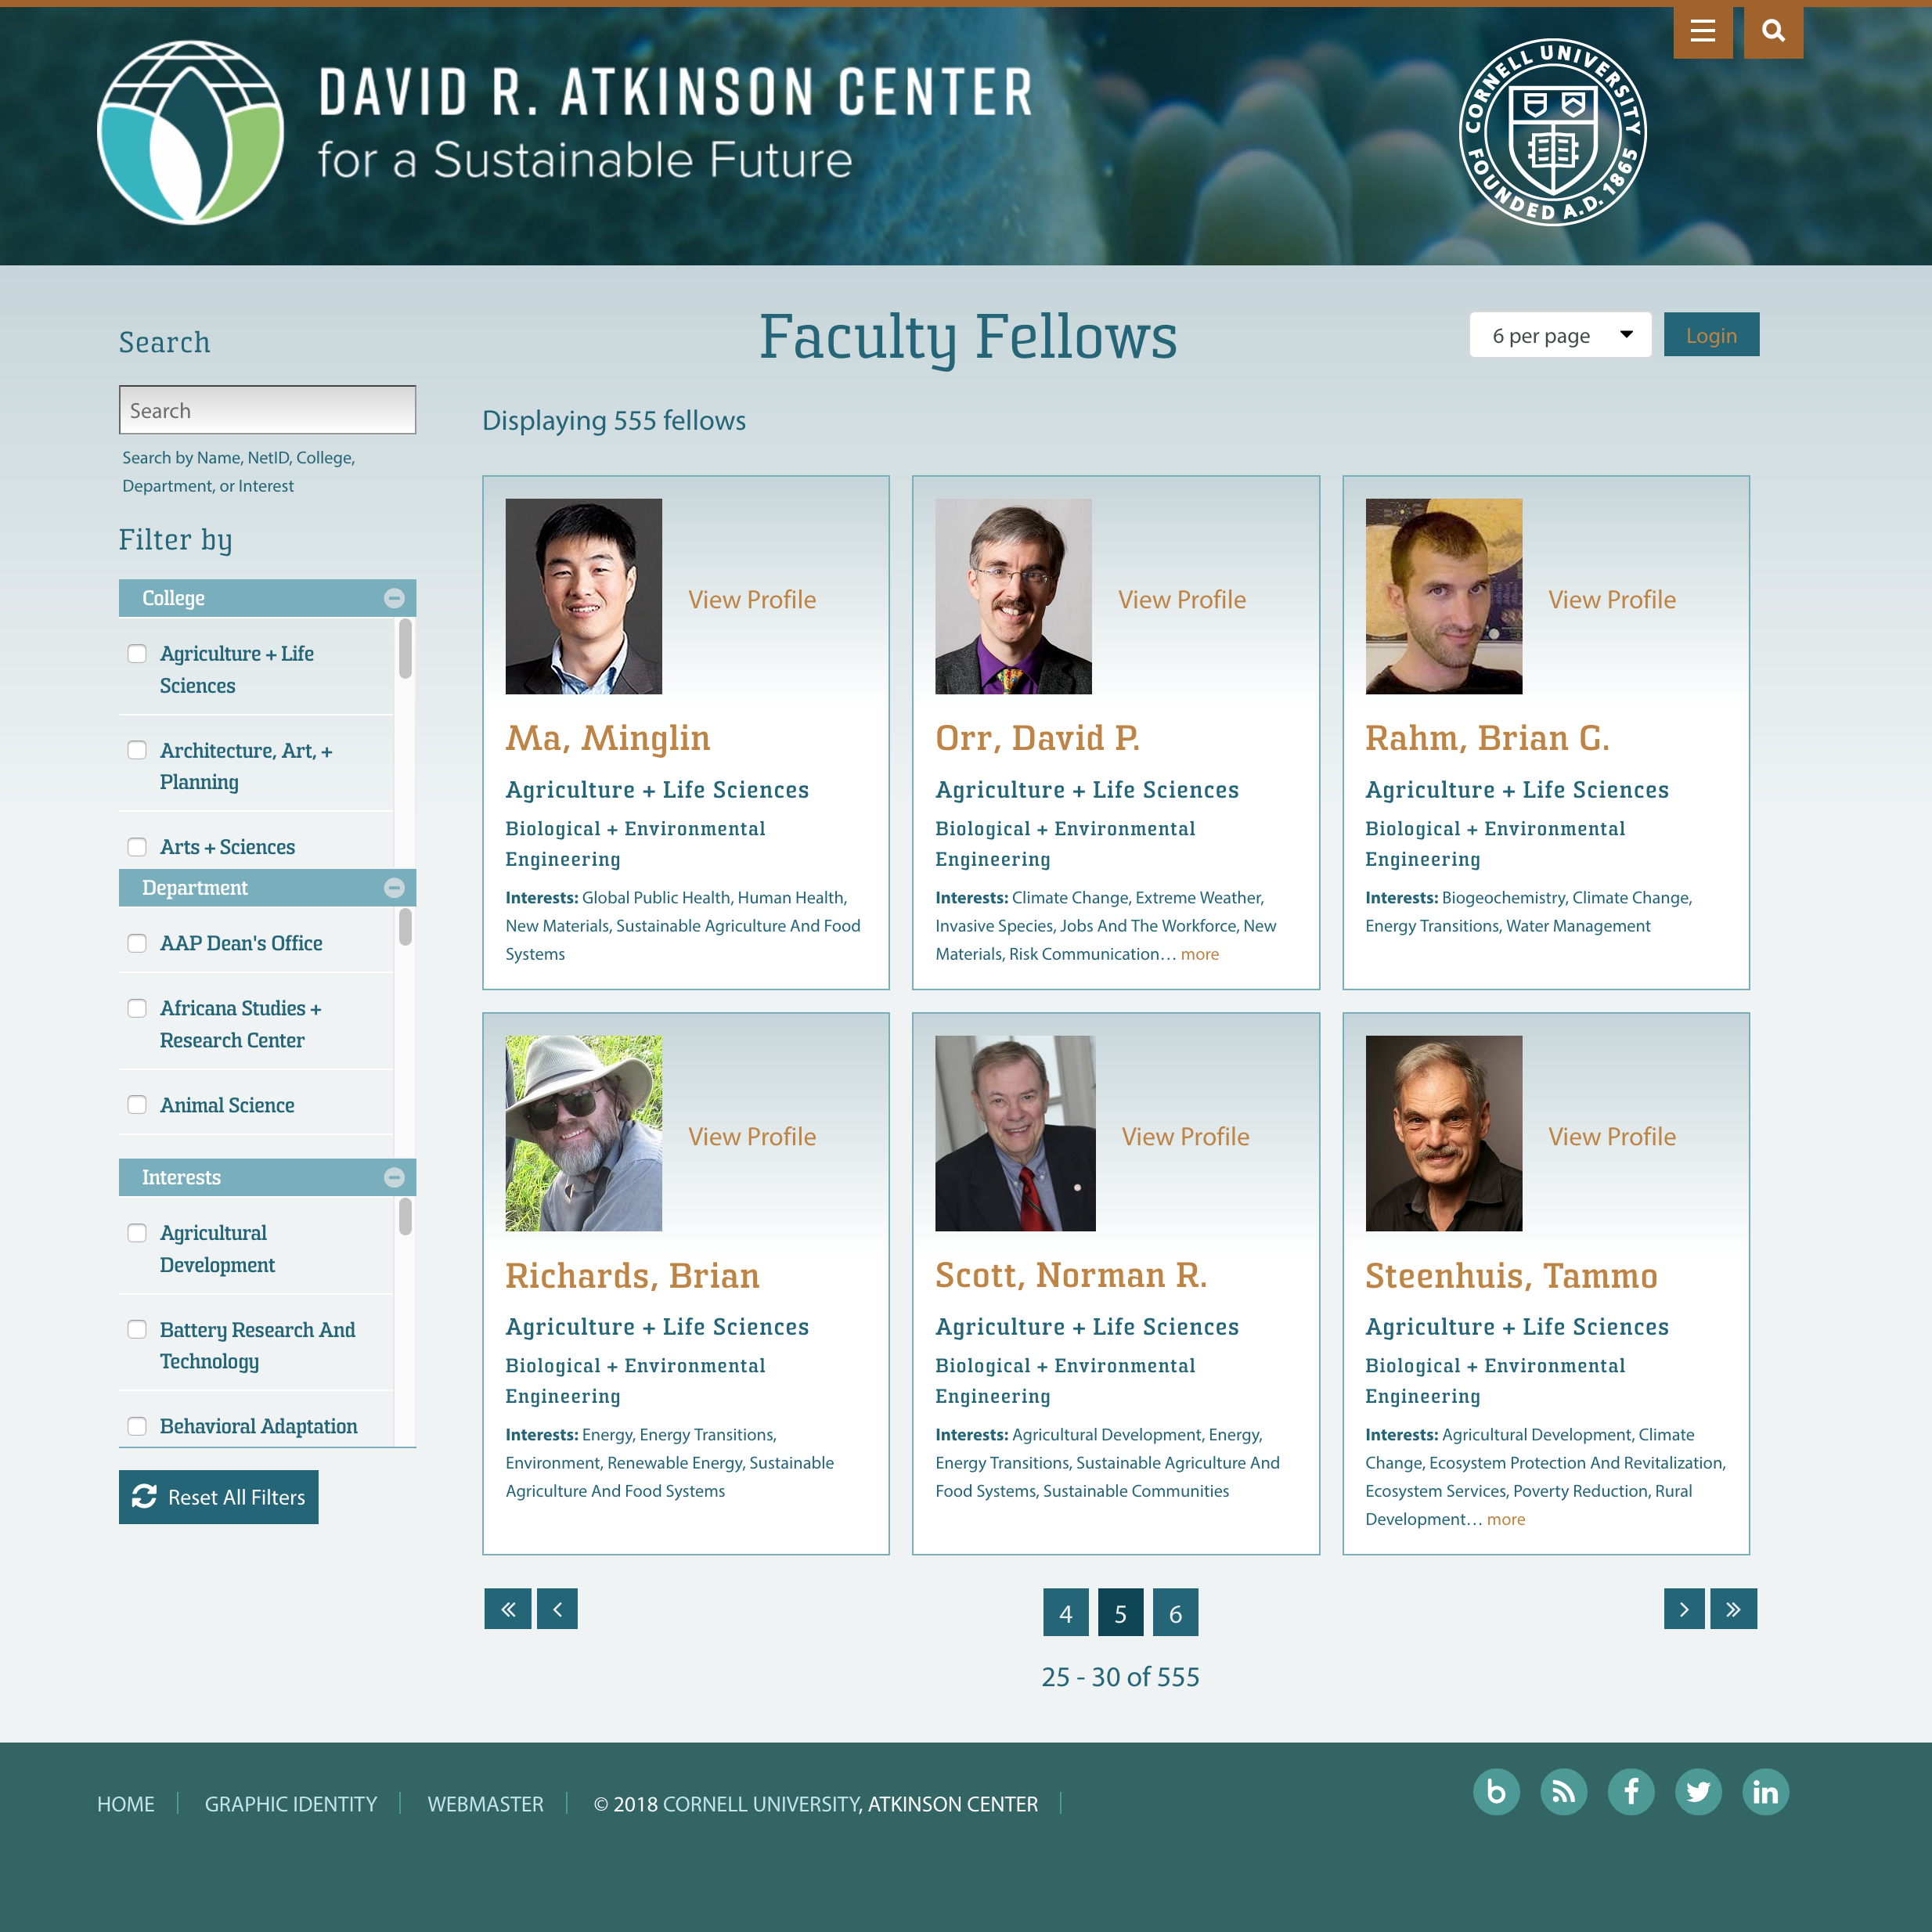 DAVID R. ATKINSON CENTER
for a Sustainable Future
CORNELL UNIVERSITY
FOUNDED A.D. 1865
Search
Search
Search by Name, NetID, College,
Department, or Interest
Filter by
College
Agriculture + Life
Sciences
Architecture, Art, +
Planning
Arts + Sciences
Department
AAP Dean's Office
Africana Studies +
Research Center
Animal Science
Interests
Agricultural
Development
Battery Research And
Technology
Behavioral Adaptation
Reset All Filters
Faculty Fellows
6 per page
Login
Displaying 555 fellows
View Profile
Ma, Minglin
Agriculture + Life Sciences
Biological + Environmental
Engineering
Interests: Global Public Health, Human Health,
New Materials, Sustainable Agriculture And Food
Systems
View Profile
Orr, David P.
Agriculture + Life Sciences
Biological + Environmental
Engineering
Interests: Climate Change, Extreme Weather,
Invasive Species, Jobs And The Workforce, New
Materials, Risk Communication… more
View Profile
Rahm, Brian G.
Agriculture + Life Sciences
Biological + Environmental
Engineering
Interests: Biogeochemistry, Climate Change,
Energy Transitions, Water Management
View Profile
Richards, Brian
Agriculture + Life Sciences
Biological + Environmental
Engineering
Interests: Energy, Energy Transitions,
Environment, Renewable Energy, Sustainable
Agriculture And Food Systems
View Profile
Scott, Norman R.
Agriculture + Life Sciences
Biological + Environmental
Engineering
Interests: Agricultural Development, Energy,
Energy Transitions, Sustainable Agriculture And
Food Systems, Sustainable Communities
View Profile
Steenhuis, Tammo
Agriculture + Life Sciences
Biological + Environmental
Engineering
Interests: Agricultural Development, Climate
Change, Ecosystem Protection And Revitalization,
Ecosystem Services, Poverty Reduction, Rural
Development… more
4 5 6
25 - 30 of 555
HOME GRAPHIC IDENTITY WEBMASTER © 2018 CORNELL UNIVERSITY, ATKINSON CENTER